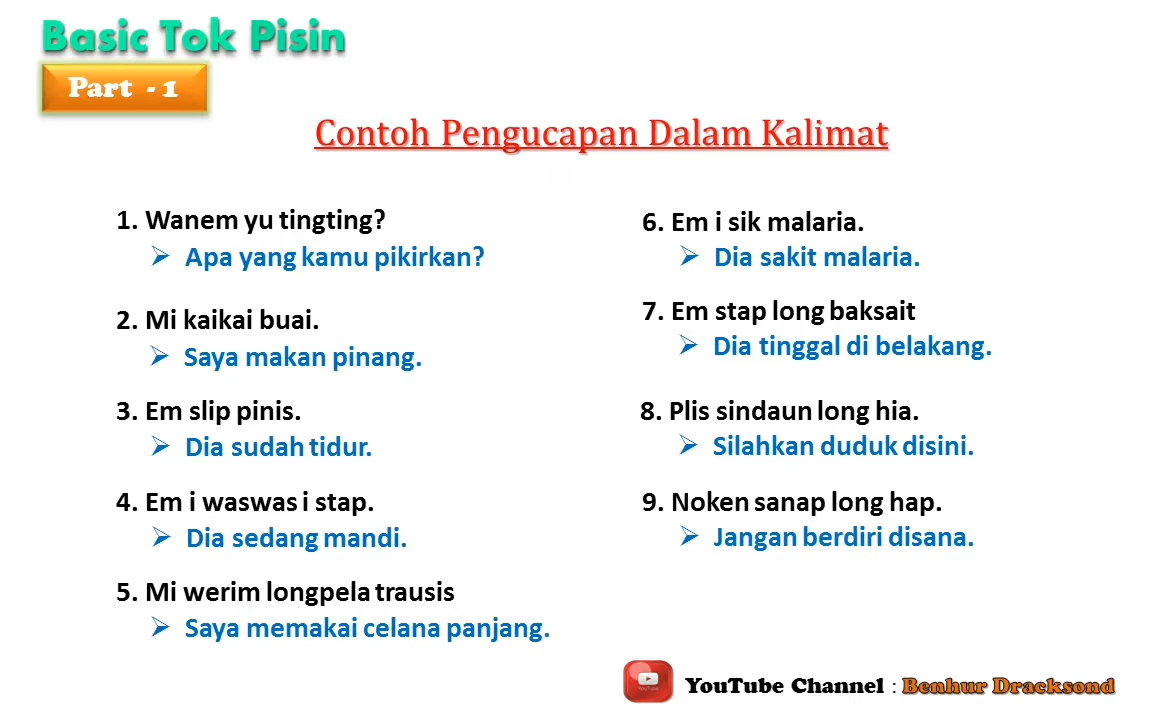 Basic Tok Pisin
Part - 1
Contoh Pengucapan Dalam Kalimat
1. Wanem yu tingting?
Apa yang kamu pikirkan?
2. Mi kaikai buai.
Saya makan pinang.
3. Em slip pinis.
Dia sudah tidur.
4. Em i waswas i stap.
Dia sedang mandi.
5. Mi werim longpela trausis
Saya memakai celana panjang.
6. Em i sik malaria.
Dia sakit malaria.
7. Em stap long baksait
Dia tinggal di belakang.
8. Plis sindaun long hia.
Silahkan duduk disini.
9. Noken sanap long hap.
Jangan berdiri disana.
YouTube
YouTube Channel : Benhur Dracksond